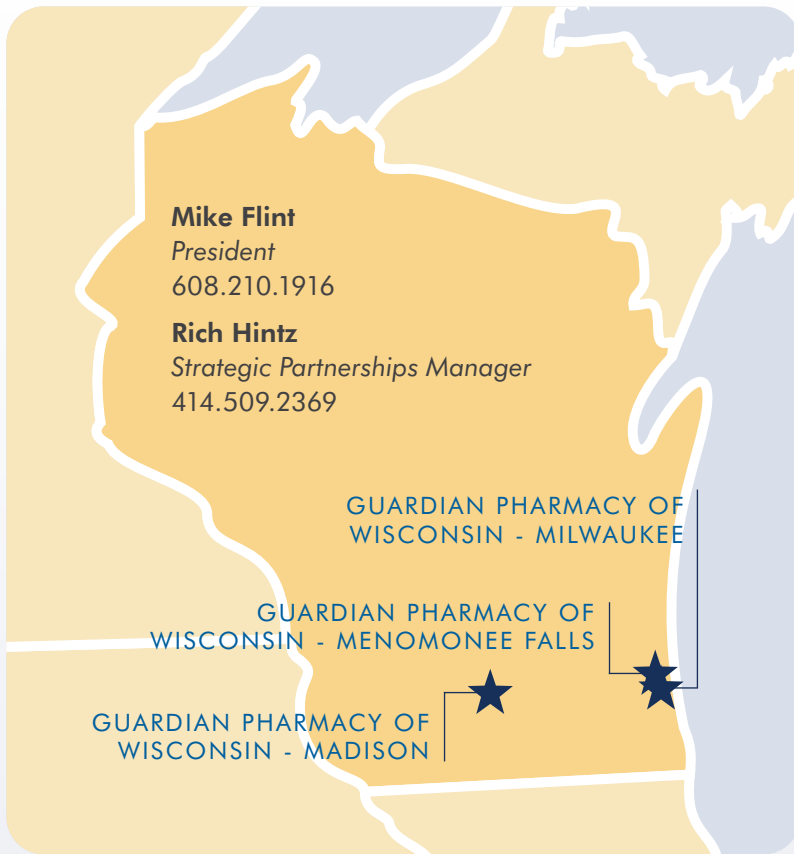 Mike Flint
President
608.210.1916
Rich Hintz
Strategic Partnerships Manager
414.509.2369
GUARDIAN PHARMACY OF
WISCONSIN - MILWAUKEE
GUARDIAN PHARMACY OF
WISCONSIN - MENOMONEE FALLS
GUARDIAN PHARMACY OF
WISCONSIN - MADISON